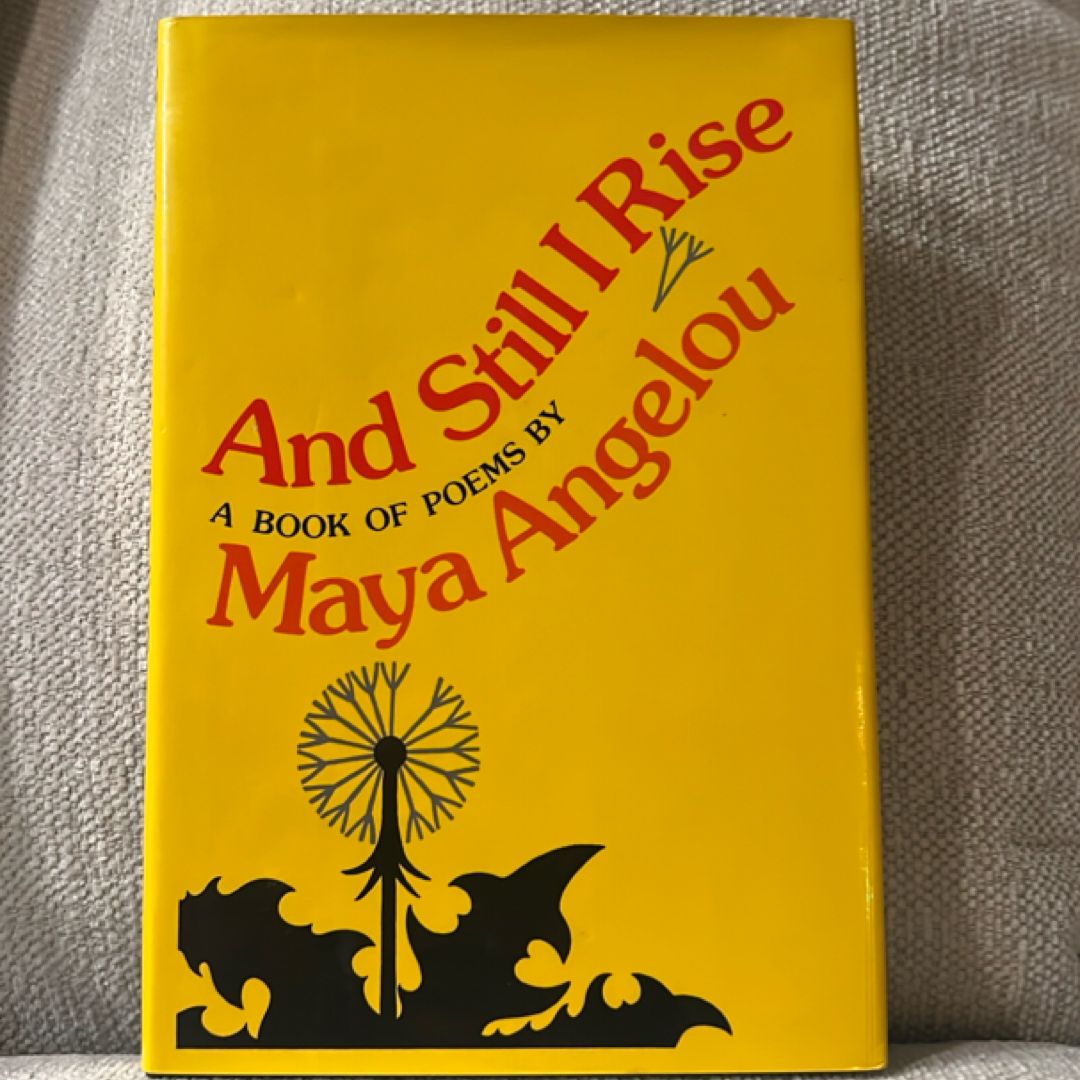 And Still I Rise
A BOOK OF POEMS BY
Maya Angelou